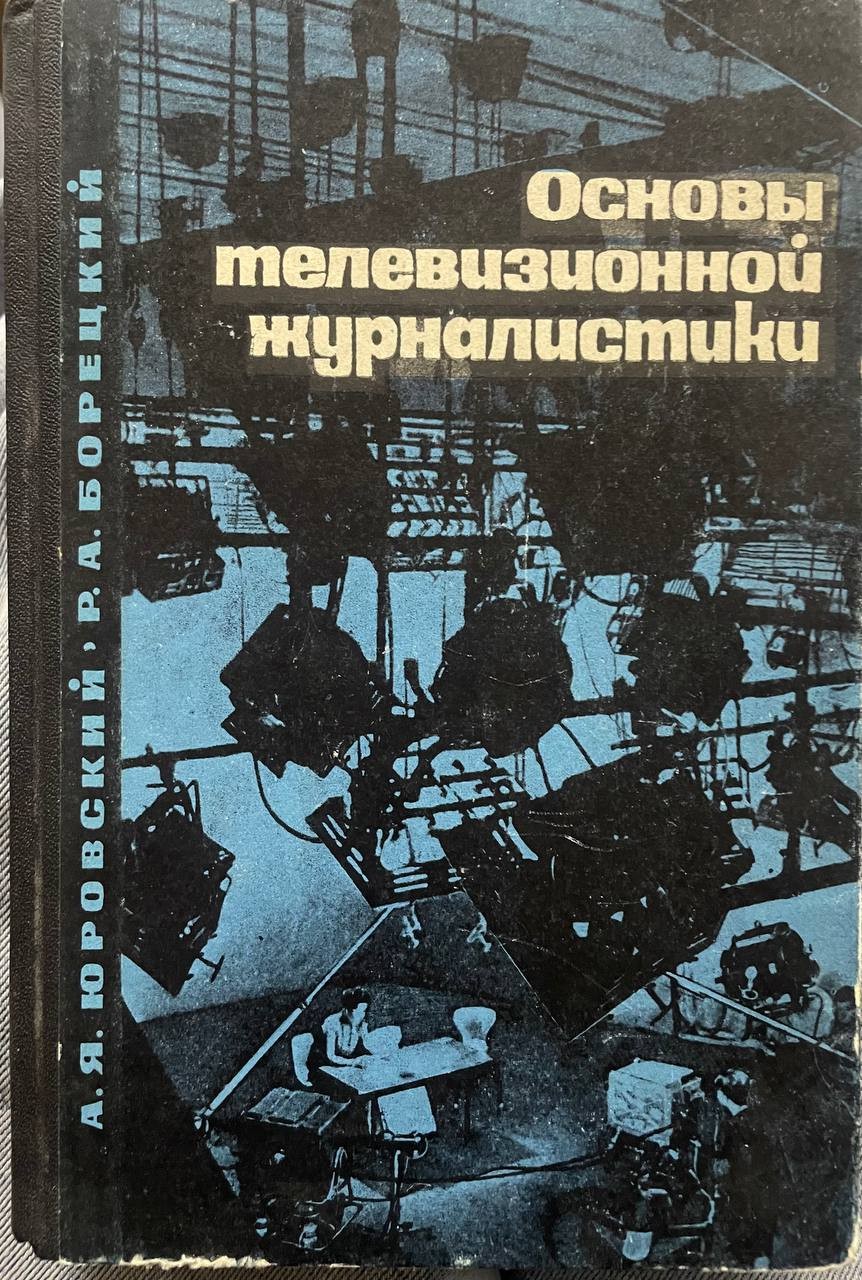 Основы
телевизионной
журналистики
А. Я. ЮРОВСКИЙ, Р. А. БОРЕЦКИЙ